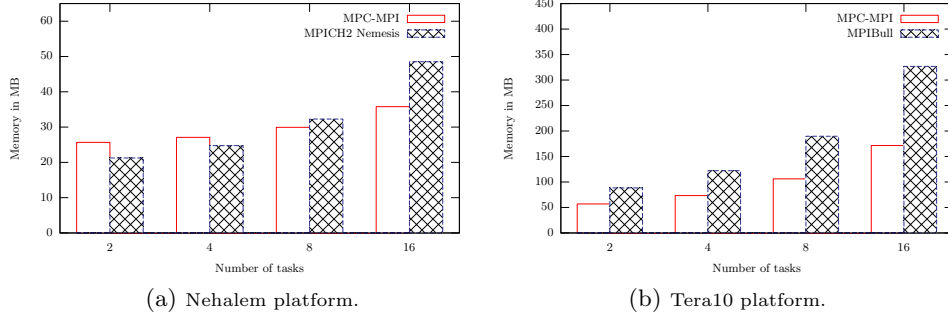 60
50
40
30
20
10
0
Memory in MB
MPC-MPI
MPICH2 Nemesis
2 4 8 16
Number of tasks
(a) Nehalem platform.
450
400
350
300
250
200
150
100
50
0
Memory in MB
MPC-MPI
MPIBull
2 4 8 16
Number of tasks
(b) Tera10 platform.